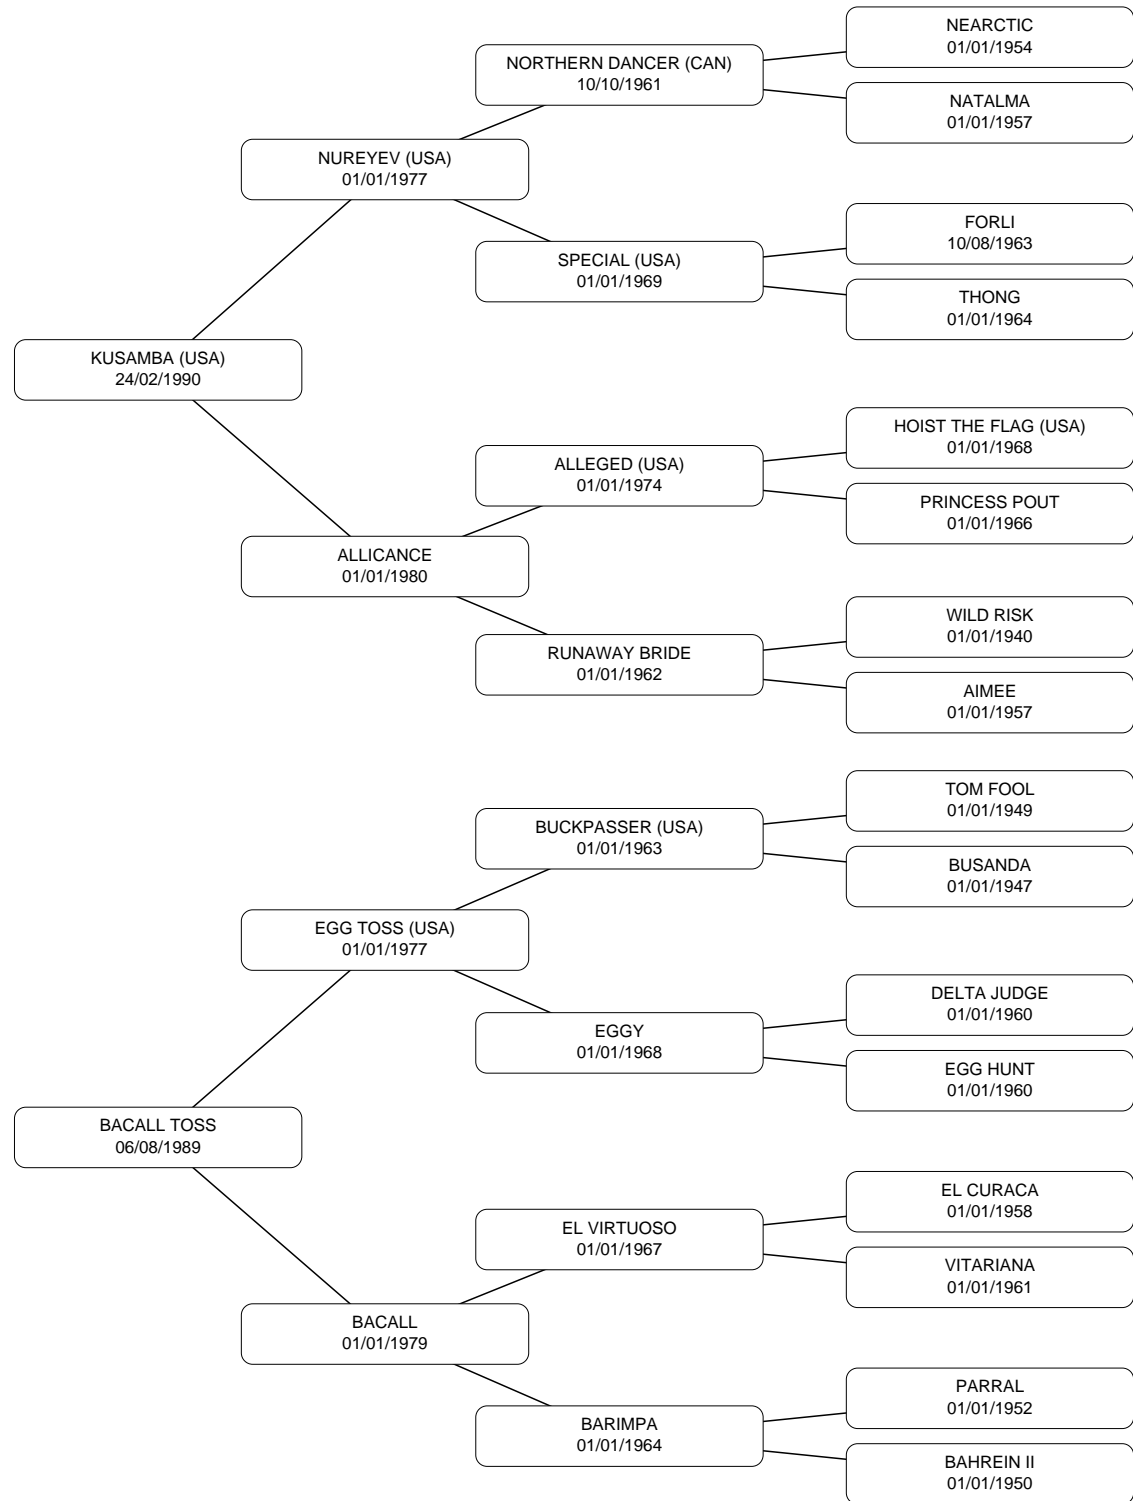 NEARCTIC
01/01/1954
NORTHERN DANCER (CAN)
10/10/1961
NATALMA
01/01/1957
NUREYEV (USA)
01/01/1977
FORLI
10/08/1963
SPECIAL (USA)
01/01/1969
THONG
01/01/1964
KUSAMBA (USA)
24/02/1990
HOIST THE FLAG (USA)
01/01/1968
ALLEGED (USA)
01/01/1974
PRINCESS POUT
01/01/1966
ALLICANCE
01/01/1980
WILD RISK
01/01/1940
RUNAWAY BRIDE
01/01/1962
AIMEE
01/01/1957
TOM FOOL
01/01/1949
BUCKPASSER (USA)
01/01/1963
BUSANDA
01/01/1947
EGG TOSS (USA)
01/01/1977
DELTA JUDGE
01/01/1960
EGGY
01/01/1968
EGG HUNT
01/01/1960
BACALL TOSS
06/08/1989
EL CURACA
01/01/1958
EL VIRTUOSO
01/01/1967
VITARIANA
01/01/1961
BACALL
01/01/1979
PARRAL
01/01/1952
BARIMPA
01/01/1964
BAHREIN II
01/01/1950